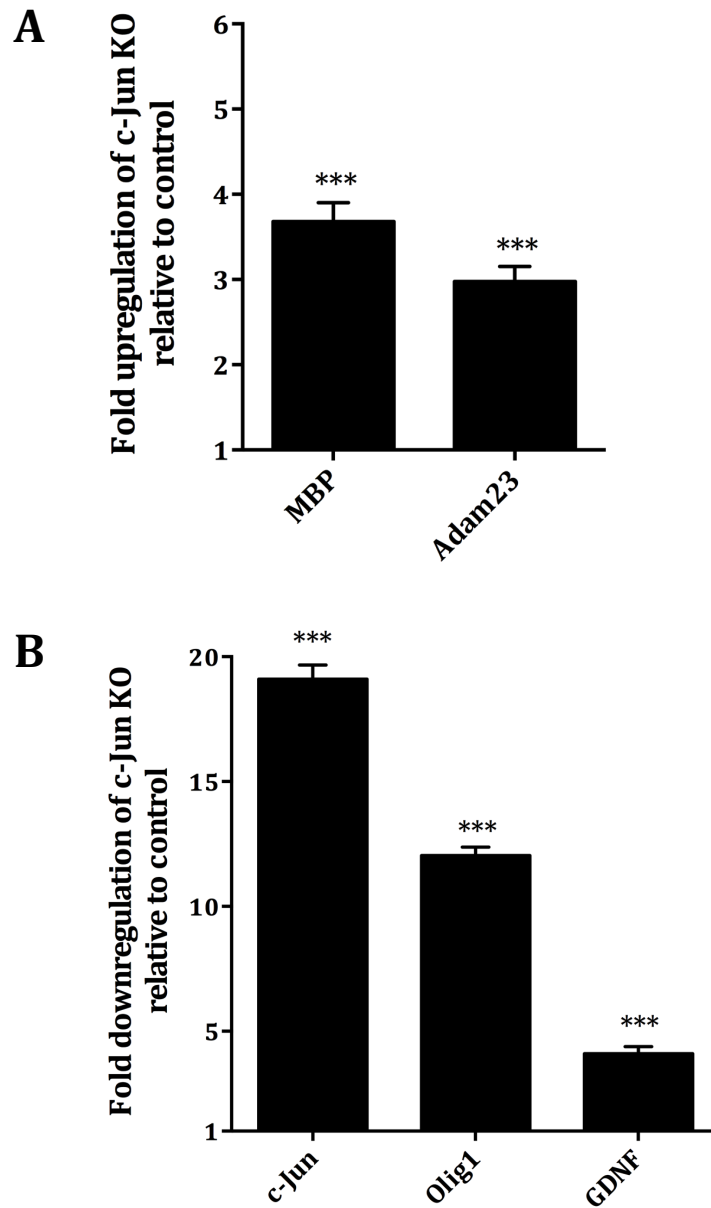 A
Fold upregulation of c-Jun KO
relative to control
6
5
4
3
2
1
***
***
MBP
Adam23
B
Fold downregulation of c-Jun KO
relative to control
20
15
10
5
1
***
***
***
c-Jun
Olig1
GDNF